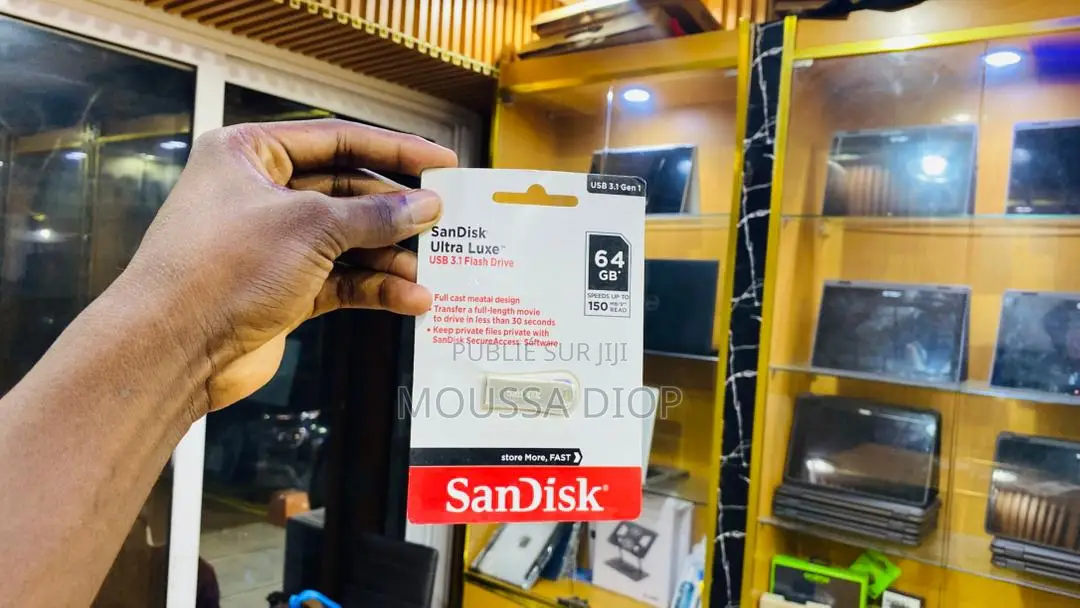 USB 3.1 Gen 1
SanDisk
Ultra Luxe™
USB 3.1 Flash Drive
64
GB*
SPEEDS UP TO
150 MB/s**
READ
Full cast meatal design
• Transfer a full-length movie
to drive in less than 30 seconds
• Keep private files private with
SanDisk SecureAccess. Software
PUBLIE SUR JIJI
MOUSSA DIOP
store More, FAST
SanDisk®